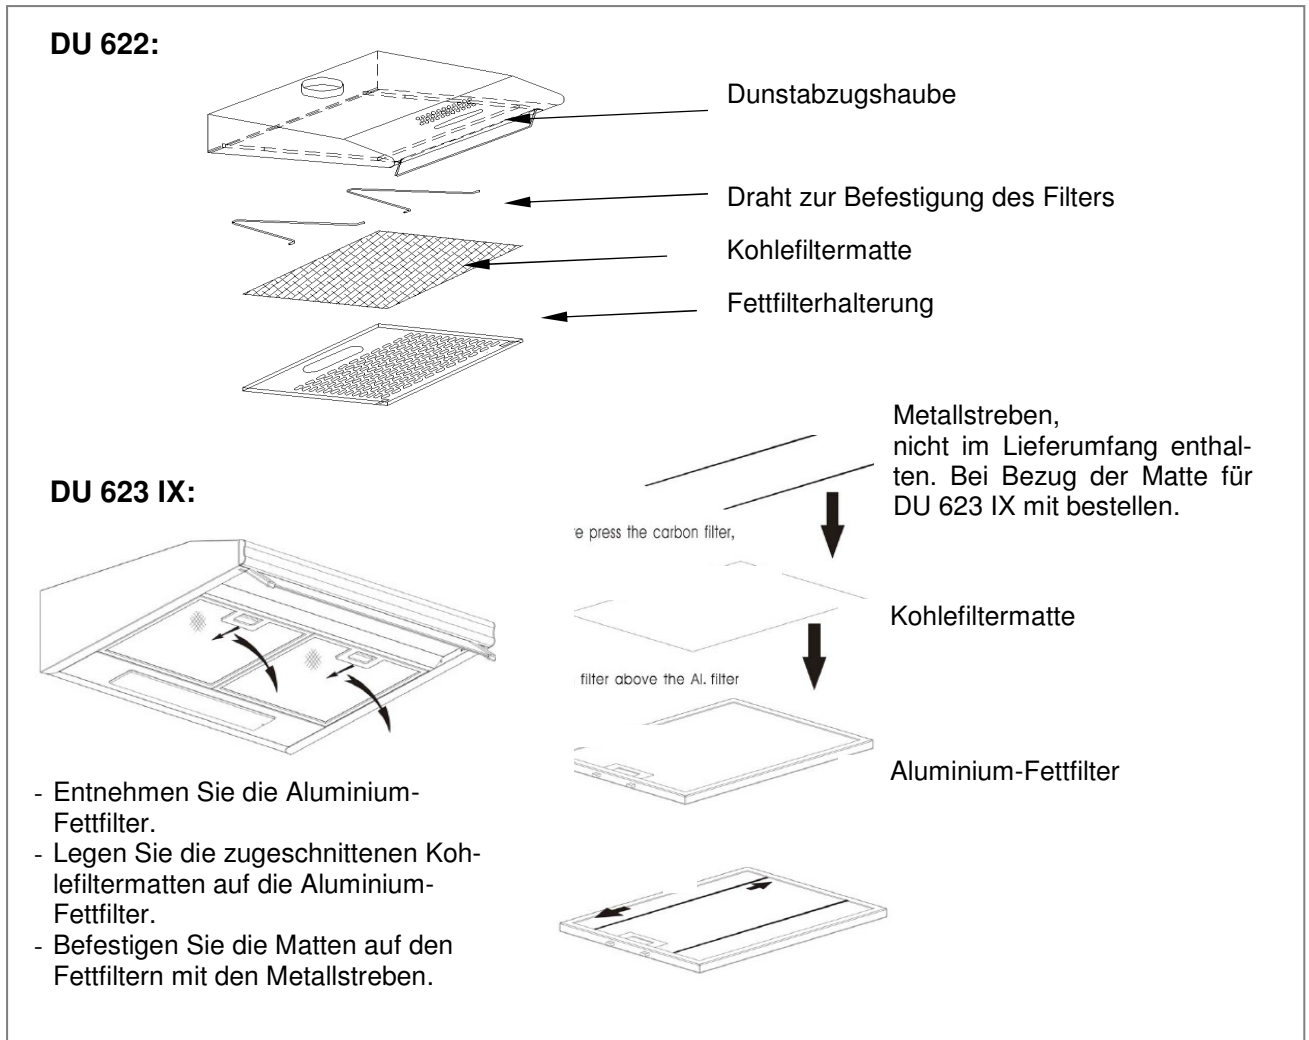 DU 622:
Dunstabzugshaube
Draht zur Befestigung des Filters
Kohlefiltermatte
Fettfilterhalterung
Metallstreben,
nicht im Lieferumfang enthal-
ten. Bei Bezug der Matte für
DU 623 IX mit bestellen.
DU 623 IX:
e press the carbon filter,
Kohlefiltermatte
filter above the Al. filter
Aluminium-Fettfilter
- Entnehmen Sie die Aluminium-
Fettfilter.
- Legen Sie die zugeschnittenen Koh-
lefiltermatten auf die Aluminium-
Fettfilter.
- Befestigen Sie die Matten auf den
Fettfiltern mit den Metallstreben.